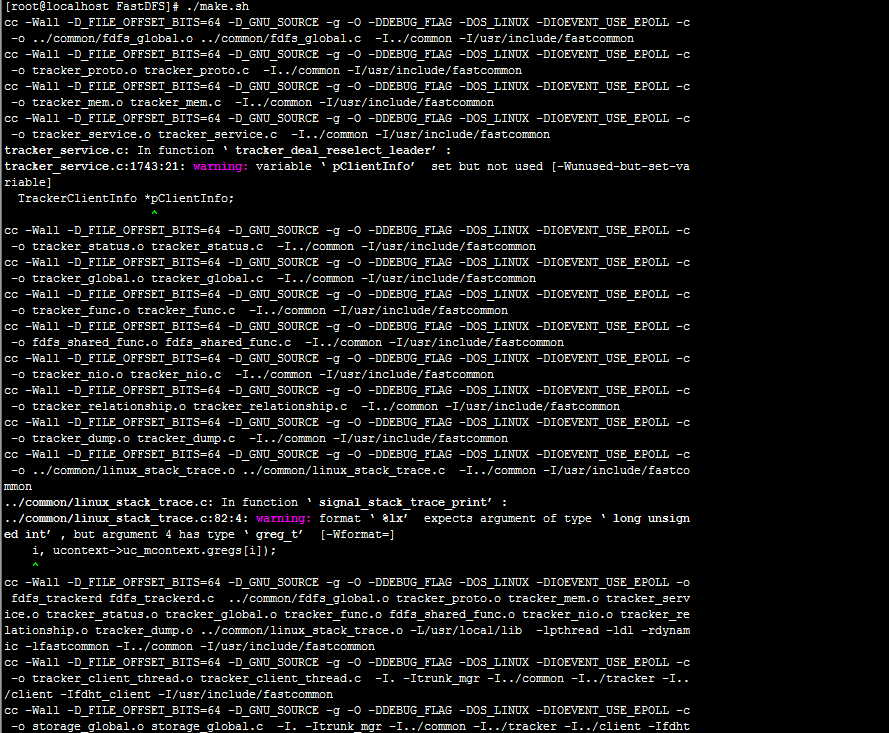 [root@localhost FastDFS]# ./make.sh
cc -Wall -D_FILE_OFFSET_BITS=64 -D_GNU_SOURCE -g -O -DDEBUG_FLAG -DOS_LINUX -DIOEVENT_USE_EPOLL -c
 -o ../common/fdfs_global.o ../common/fdfs_global.c  -I../common -I/usr/include/fastcommon
cc -Wall -D_FILE_OFFSET_BITS=64 -D_GNU_SOURCE -g -O -DDEBUG_FLAG -DOS_LINUX -DIOEVENT_USE_EPOLL -c
 -o tracker_proto.o tracker_proto.c  -I../common -I/usr/include/fastcommon
cc -Wall -D_FILE_OFFSET_BITS=64 -D_GNU_SOURCE -g -O -DDEBUG_FLAG -DOS_LINUX -DIOEVENT_USE_EPOLL -c
 -o tracker_mem.o tracker_mem.c  -I../common -I/usr/include/fastcommon
cc -Wall -D_FILE_OFFSET_BITS=64 -D_GNU_SOURCE -g -O -DDEBUG_FLAG -DOS_LINUX -DIOEVENT_USE_EPOLL -c
 -o tracker_service.o tracker_service.c  -I../common -I/usr/include/fastcommon
tracker_service.c: In function ‘ tracker_deal_reselect_leader’ :
tracker_service.c:1743:21: warning: variable ‘ pClientInfo’  set but not used [-Wunused-but-set-va
riable]
  TrackerClientInfo *pClientInfo;
                     ^
cc -Wall -D_FILE_OFFSET_BITS=64 -D_GNU_SOURCE -g -O -DDEBUG_FLAG -DOS_LINUX -DIOEVENT_USE_EPOLL -c
 -o tracker_status.o tracker_status.c  -I../common -I/usr/include/fastcommon
cc -Wall -D_FILE_OFFSET_BITS=64 -D_GNU_SOURCE -g -O -DDEBUG_FLAG -DOS_LINUX -DIOEVENT_USE_EPOLL -c
 -o tracker_global.o tracker_global.c  -I../common -I/usr/include/fastcommon
cc -Wall -D_FILE_OFFSET_BITS=64 -D_GNU_SOURCE -g -O -DDEBUG_FLAG -DOS_LINUX -DIOEVENT_USE_EPOLL -c
 -o tracker_func.o tracker_func.c  -I../common -I/usr/include/fastcommon
cc -Wall -D_FILE_OFFSET_BITS=64 -D_GNU_SOURCE -g -O -DDEBUG_FLAG -DOS_LINUX -DIOEVENT_USE_EPOLL -c
 -o fdfs_shared_func.o fdfs_shared_func.c  -I../common -I/usr/include/fastcommon
cc -Wall -D_FILE_OFFSET_BITS=64 -D_GNU_SOURCE -g -O -DDEBUG_FLAG -DOS_LINUX -DIOEVENT_USE_EPOLL -c
 -o tracker_nio.o tracker_nio.c  -I../common -I/usr/include/fastcommon
cc -Wall -D_FILE_OFFSET_BITS=64 -D_GNU_SOURCE -g -O -DDEBUG_FLAG -DOS_LINUX -DIOEVENT_USE_EPOLL -c
 -o tracker_relationship.o tracker_relationship.c  -I../common -I/usr/include/fastcommon
cc -Wall -D_FILE_OFFSET_BITS=64 -D_GNU_SOURCE -g -O -DDEBUG_FLAG -DOS_LINUX -DIOEVENT_USE_EPOLL -c
 -o tracker_dump.o tracker_dump.c  -I../common -I/usr/include/fastcommon
cc -Wall -D_FILE_OFFSET_BITS=64 -D_GNU_SOURCE -g -O -DDEBUG_FLAG -DOS_LINUX -DIOEVENT_USE_EPOLL -c
 -o ../common/linux_stack_trace.o ../common/linux_stack_trace.c  -I../common -I/usr/include/fastco
mmon
../common/linux_stack_trace.c: In function ‘ signal_stack_trace_print’ :
../common/linux_stack_trace.c:82:4: warning: format ‘ %lx’  expects argument of type ‘ long unsign
ed int’ , but argument 4 has type ‘ greg_t’  [-Wformat=]
    i, ucontext->uc_mcontext.gregs[i]);
    ^
cc -Wall -D_FILE_OFFSET_BITS=64 -D_GNU_SOURCE -g -O -DDEBUG_FLAG -DOS_LINUX -DIOEVENT_USE_EPOLL -o
 fdfs_trackerd fdfs_trackerd.c  ../common/fdfs_global.o tracker_proto.o tracker_mem.o tracker_serv
ice.o tracker_status.o tracker_global.o tracker_func.o fdfs_shared_func.o tracker_nio.o tracker_re
lationship.o tracker_dump.o ../common/linux_stack_trace.o -L/usr/local/lib  -lpthread -ldl -rdynam
ic -lfastcommon -I../common -I/usr/include/fastcommon
cc -Wall -D_FILE_OFFSET_BITS=64 -D_GNU_SOURCE -g -O -DDEBUG_FLAG -DOS_LINUX -DIOEVENT_USE_EPOLL -c
 -o tracker_client_thread.o tracker_client_thread.c  -I. -Itrunk_mgr -I../common -I../tracker -I..
/client -Ifdht_client -I/usr/include/fastcommon
cc -Wall -D_FILE_OFFSET_BITS=64 -D_GNU_SOURCE -g -O -DDEBUG_FLAG -DOS_LINUX -DIOEVENT_USE_EPOLL -c
 -o storage_global.o storage_global.c  -I. -Itrunk_mgr -I../common -I../tracker -I../client -Ifdht